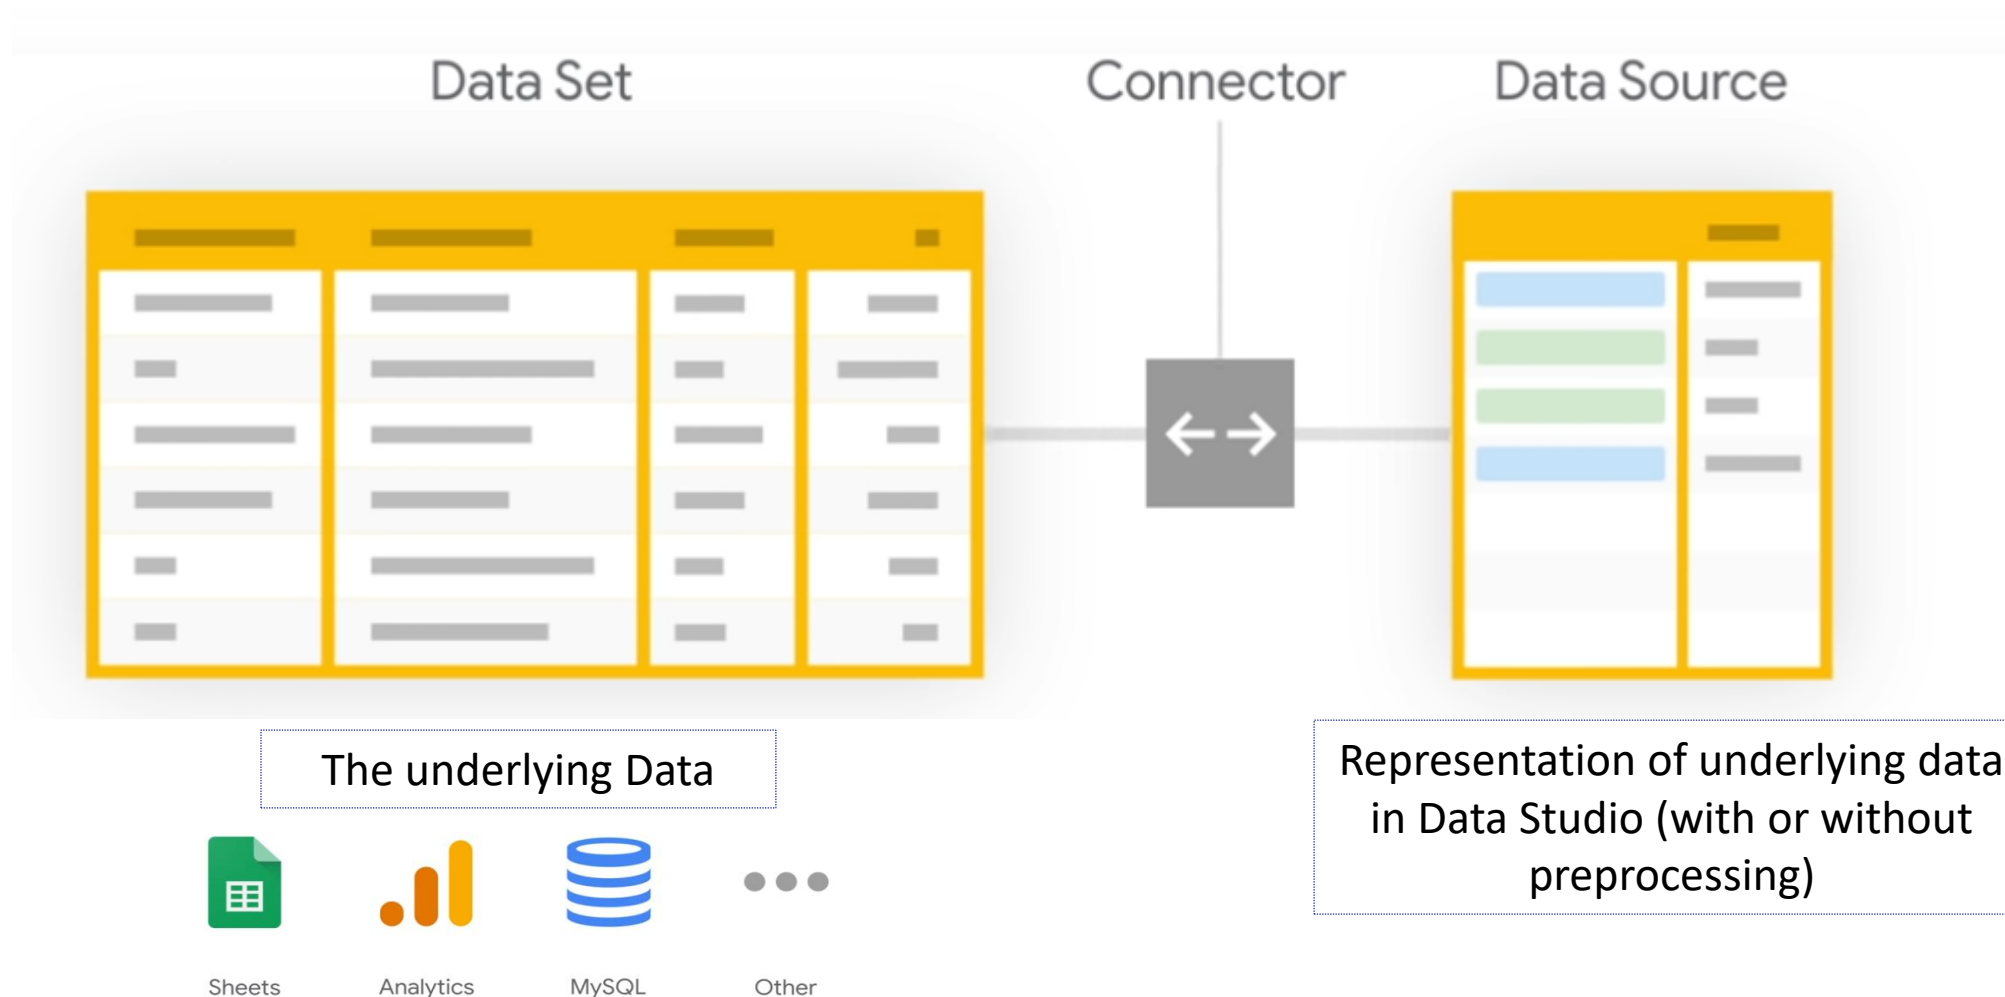 Data Set
Connector
Data Source
The underlying Data
Representation of underlying data
in Data Studio (with or without
preprocessing)
Sheets
Analytics
MySQL
Other